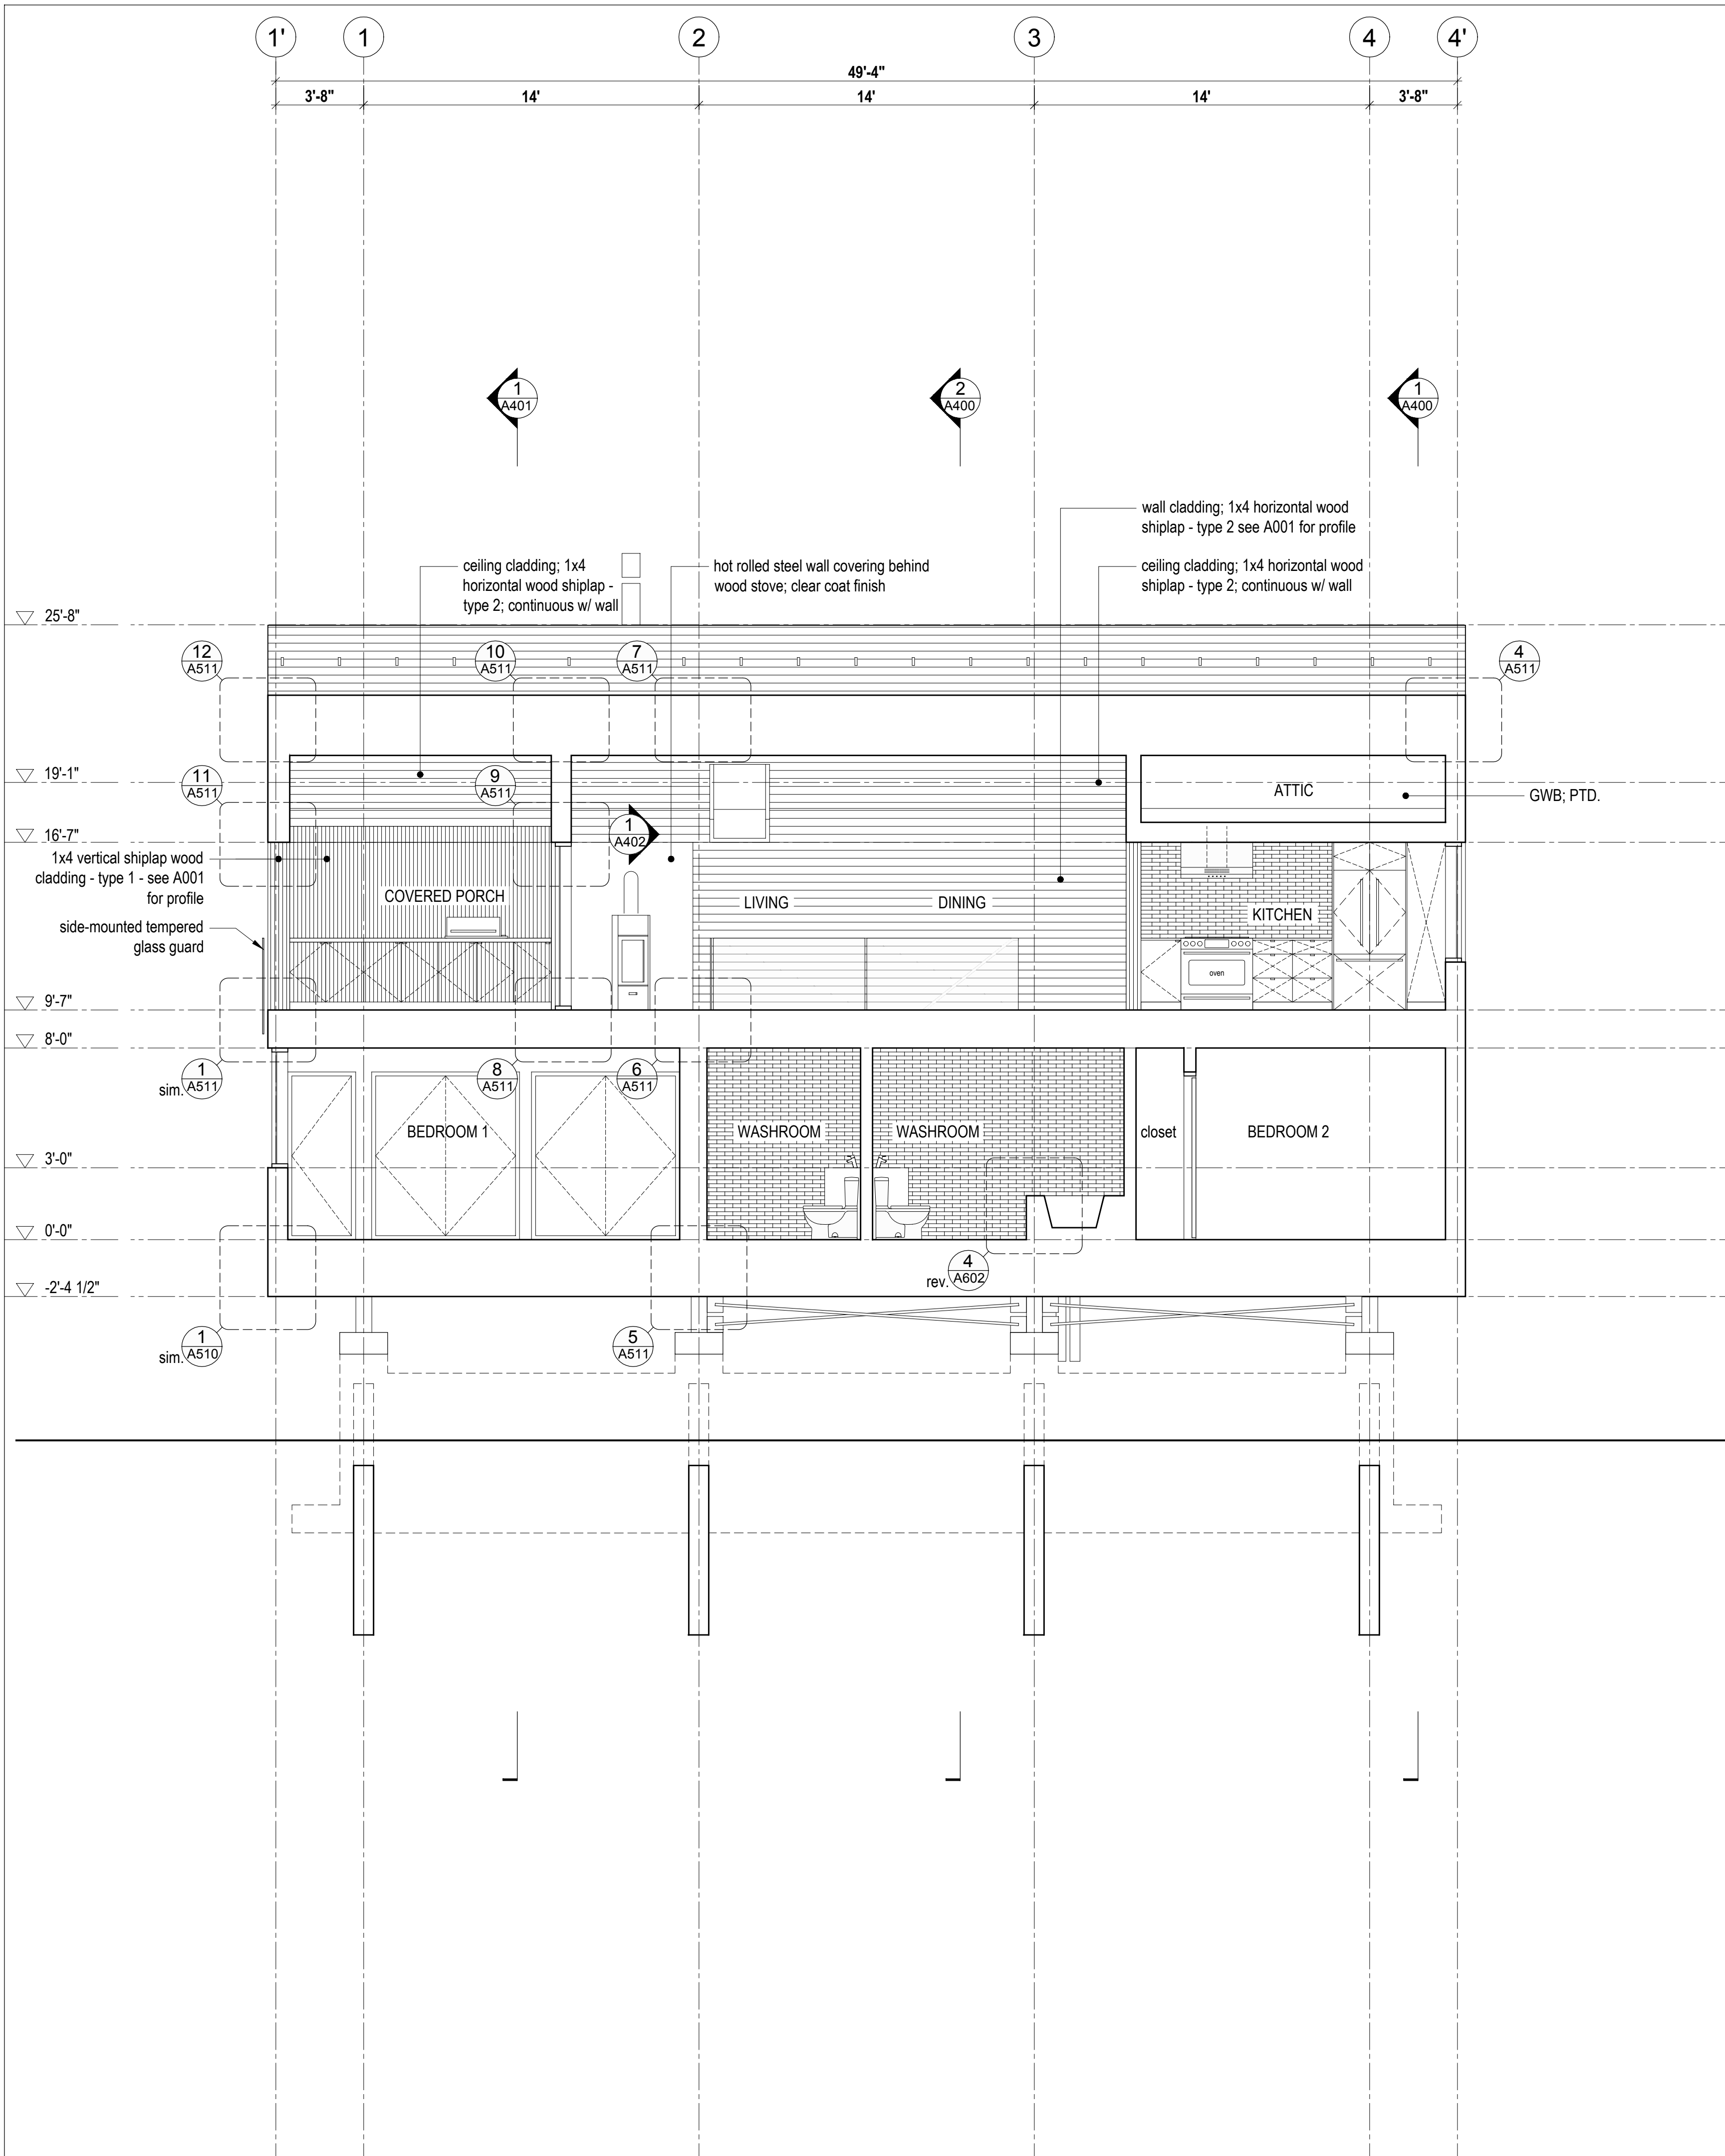 1'
1
2
3
4
4'
49'-4"
3'-8"
14'
14'
14'
3'-8"
1
A401
2
A400
1
A400
wall cladding; 1x4 horizontal wood
shiplap - type 2 see A001 for profile
ceiling cladding; 1x4
horizontal wood shiplap -
type 2; continuous w/ wall
hot rolled steel wall covering behind
wood stove; clear coat finish
ceiling cladding; 1x4 horizontal wood
shiplap - type 2; continuous w/ wall
25'-8"
12
A511
10
A511
7
A511
4
A511
19'-1"
11
A511
9
A511
ATTIC
GWB; PTD.
16'-7"
1
A402
1x4 vertical shiplap wood
cladding - type 1 - see A001
for profile
COVERED PORCH
LIVING
DINING
KITCHEN
side-mounted tempered
glass guard
oven
9'-7"
8'-0"
sim.
1
A511
8
A511
6
A511
BEDROOM 1
WASHROOM
WASHROOM
closet
BEDROOM 2
3'-0"
0'-0"
rev.
4
A602
-2'-4 1/2"
sim.
1
A510
5
A511